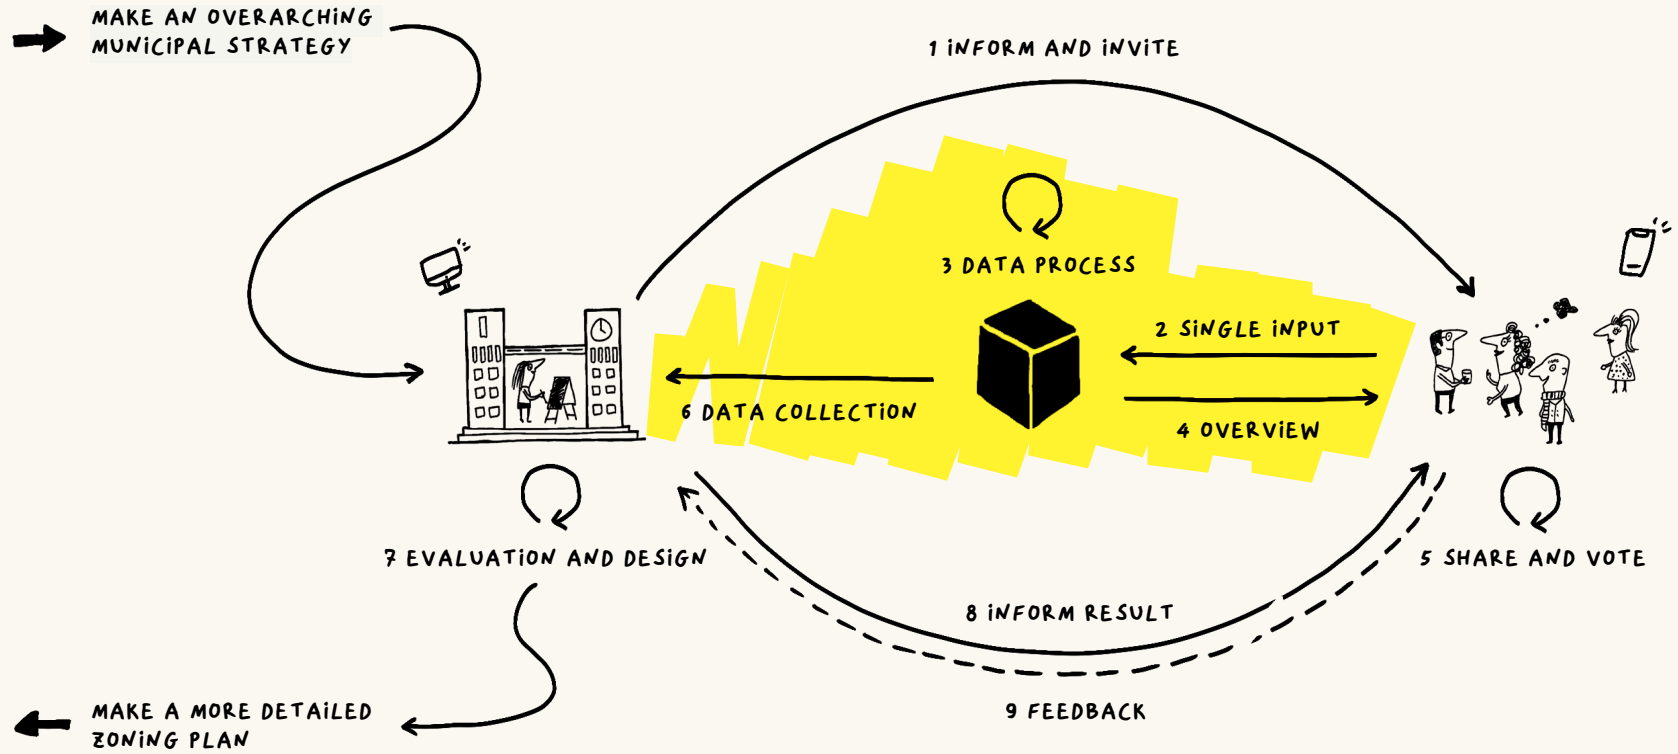 MAKE AN OVERARCHING
MUNICIPAL STRATEGY
1 INFORM AND INVITE
3 DATA PROCESS
2 SINGLE INPUT
6 DATA COLLECTION
4 OVERVIEW
7 EVALUATION AND DESIGN
5 SHARE AND VOTE
8 INFORM RESULT
9 FEEDBACK
MAKE A MORE DETAILED
ZONING PLAN